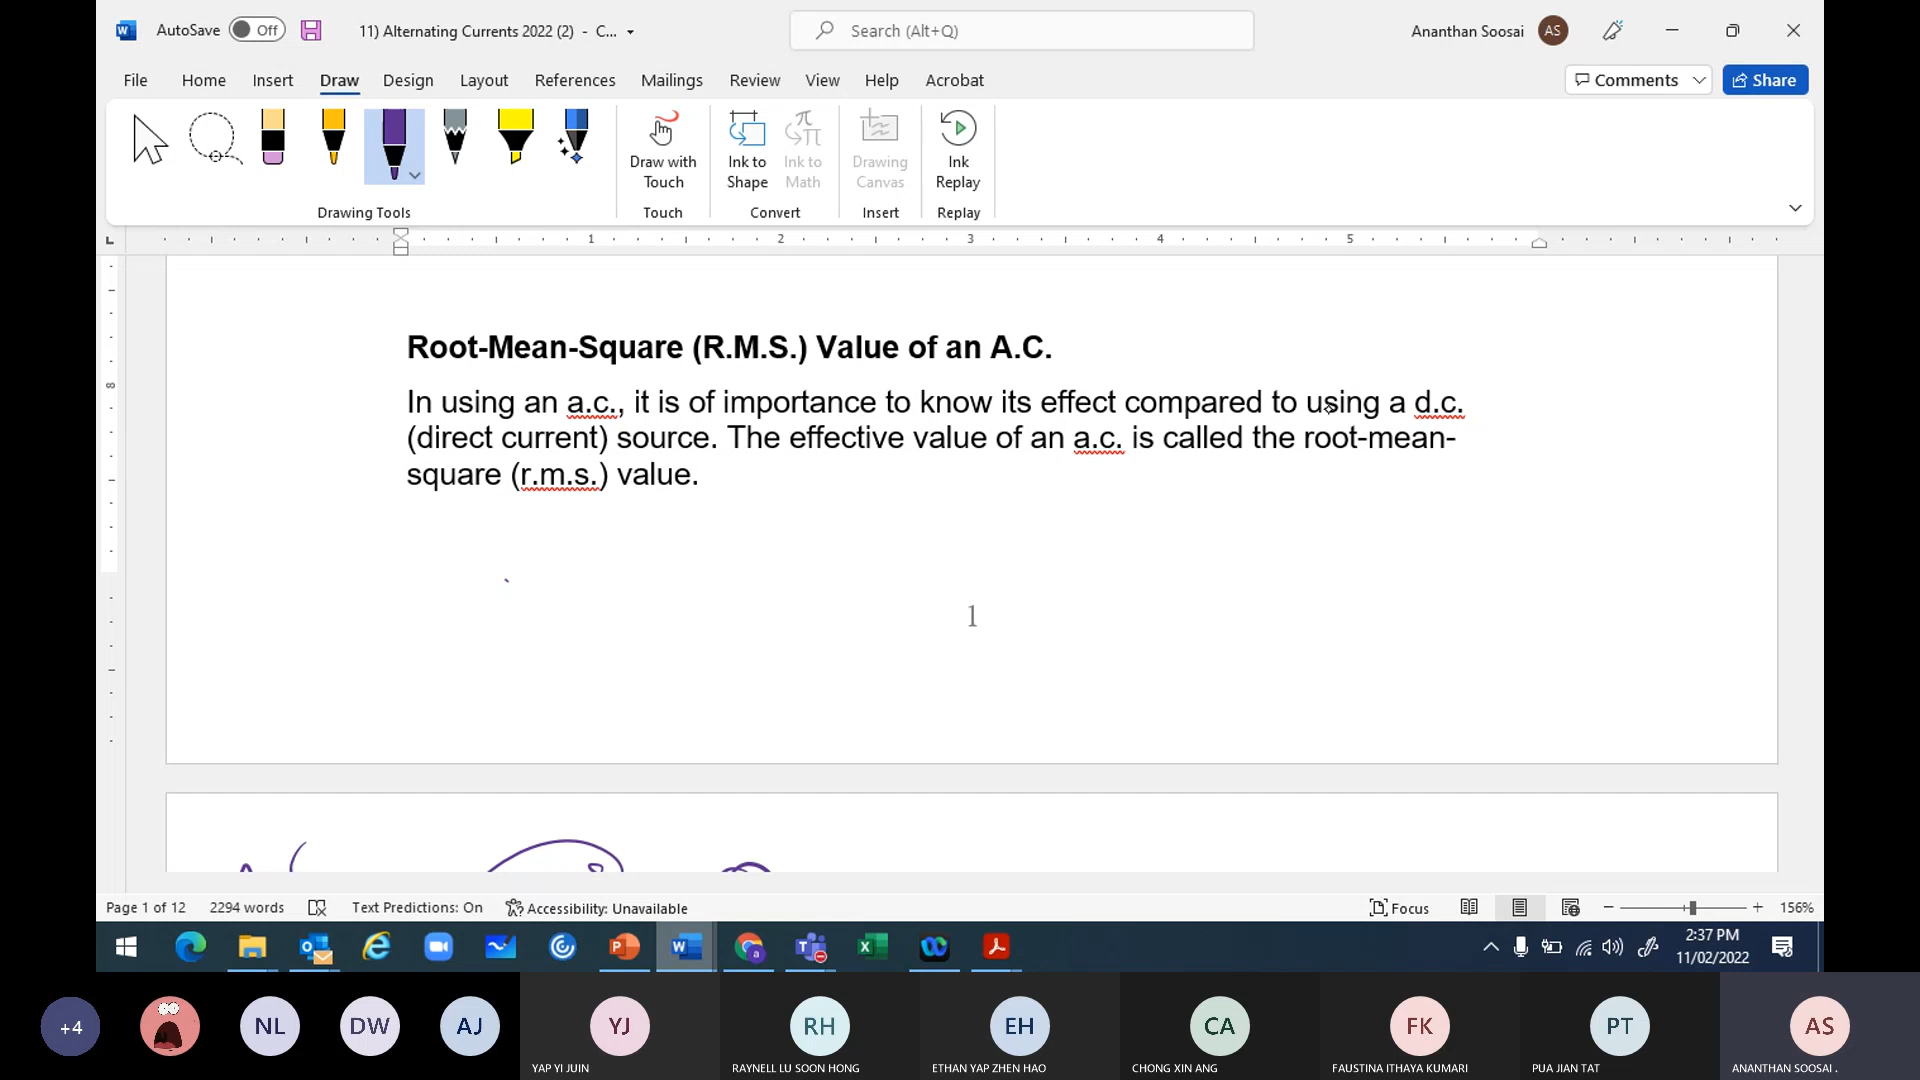 AutoSave Off 11) Alternating Currents 2022 (2) - C... Search (Alt+Q) Ananthan Soosai AS
File Home Insert Draw Design Layout References Mailings Review View Help Acrobat Comments Share
Draw with Touch
Ink to Shape
Ink to Math
Drawing Canvas
Ink Replay
Drawing Tools Touch Convert Insert Replay
1 2 3 4 5
8
Root-Mean-Square (R.M.S.) Value of an A.C.
In using an a.c., it is of importance to know its effect compared to using a d.c.
(direct current) source. The effective value of an a.c. is called the root-mean-
square (r.m.s.) value.
1
Page 1 of 12 2294 words Text Predictions: On Accessibility: Unavailable Focus 156%
2:37 PM
11/02/2022
+4 NL DW AJ YJ RH EH CA FK PT AS
YAP YI JUIN RAYNELL LU SOON HONG ETHAN YAP ZHEN HAO CHONG XIN ANG FAUSTINA ITHAYA KUMARI PUA JIAN TAT ANANTHAN SOOSAI .